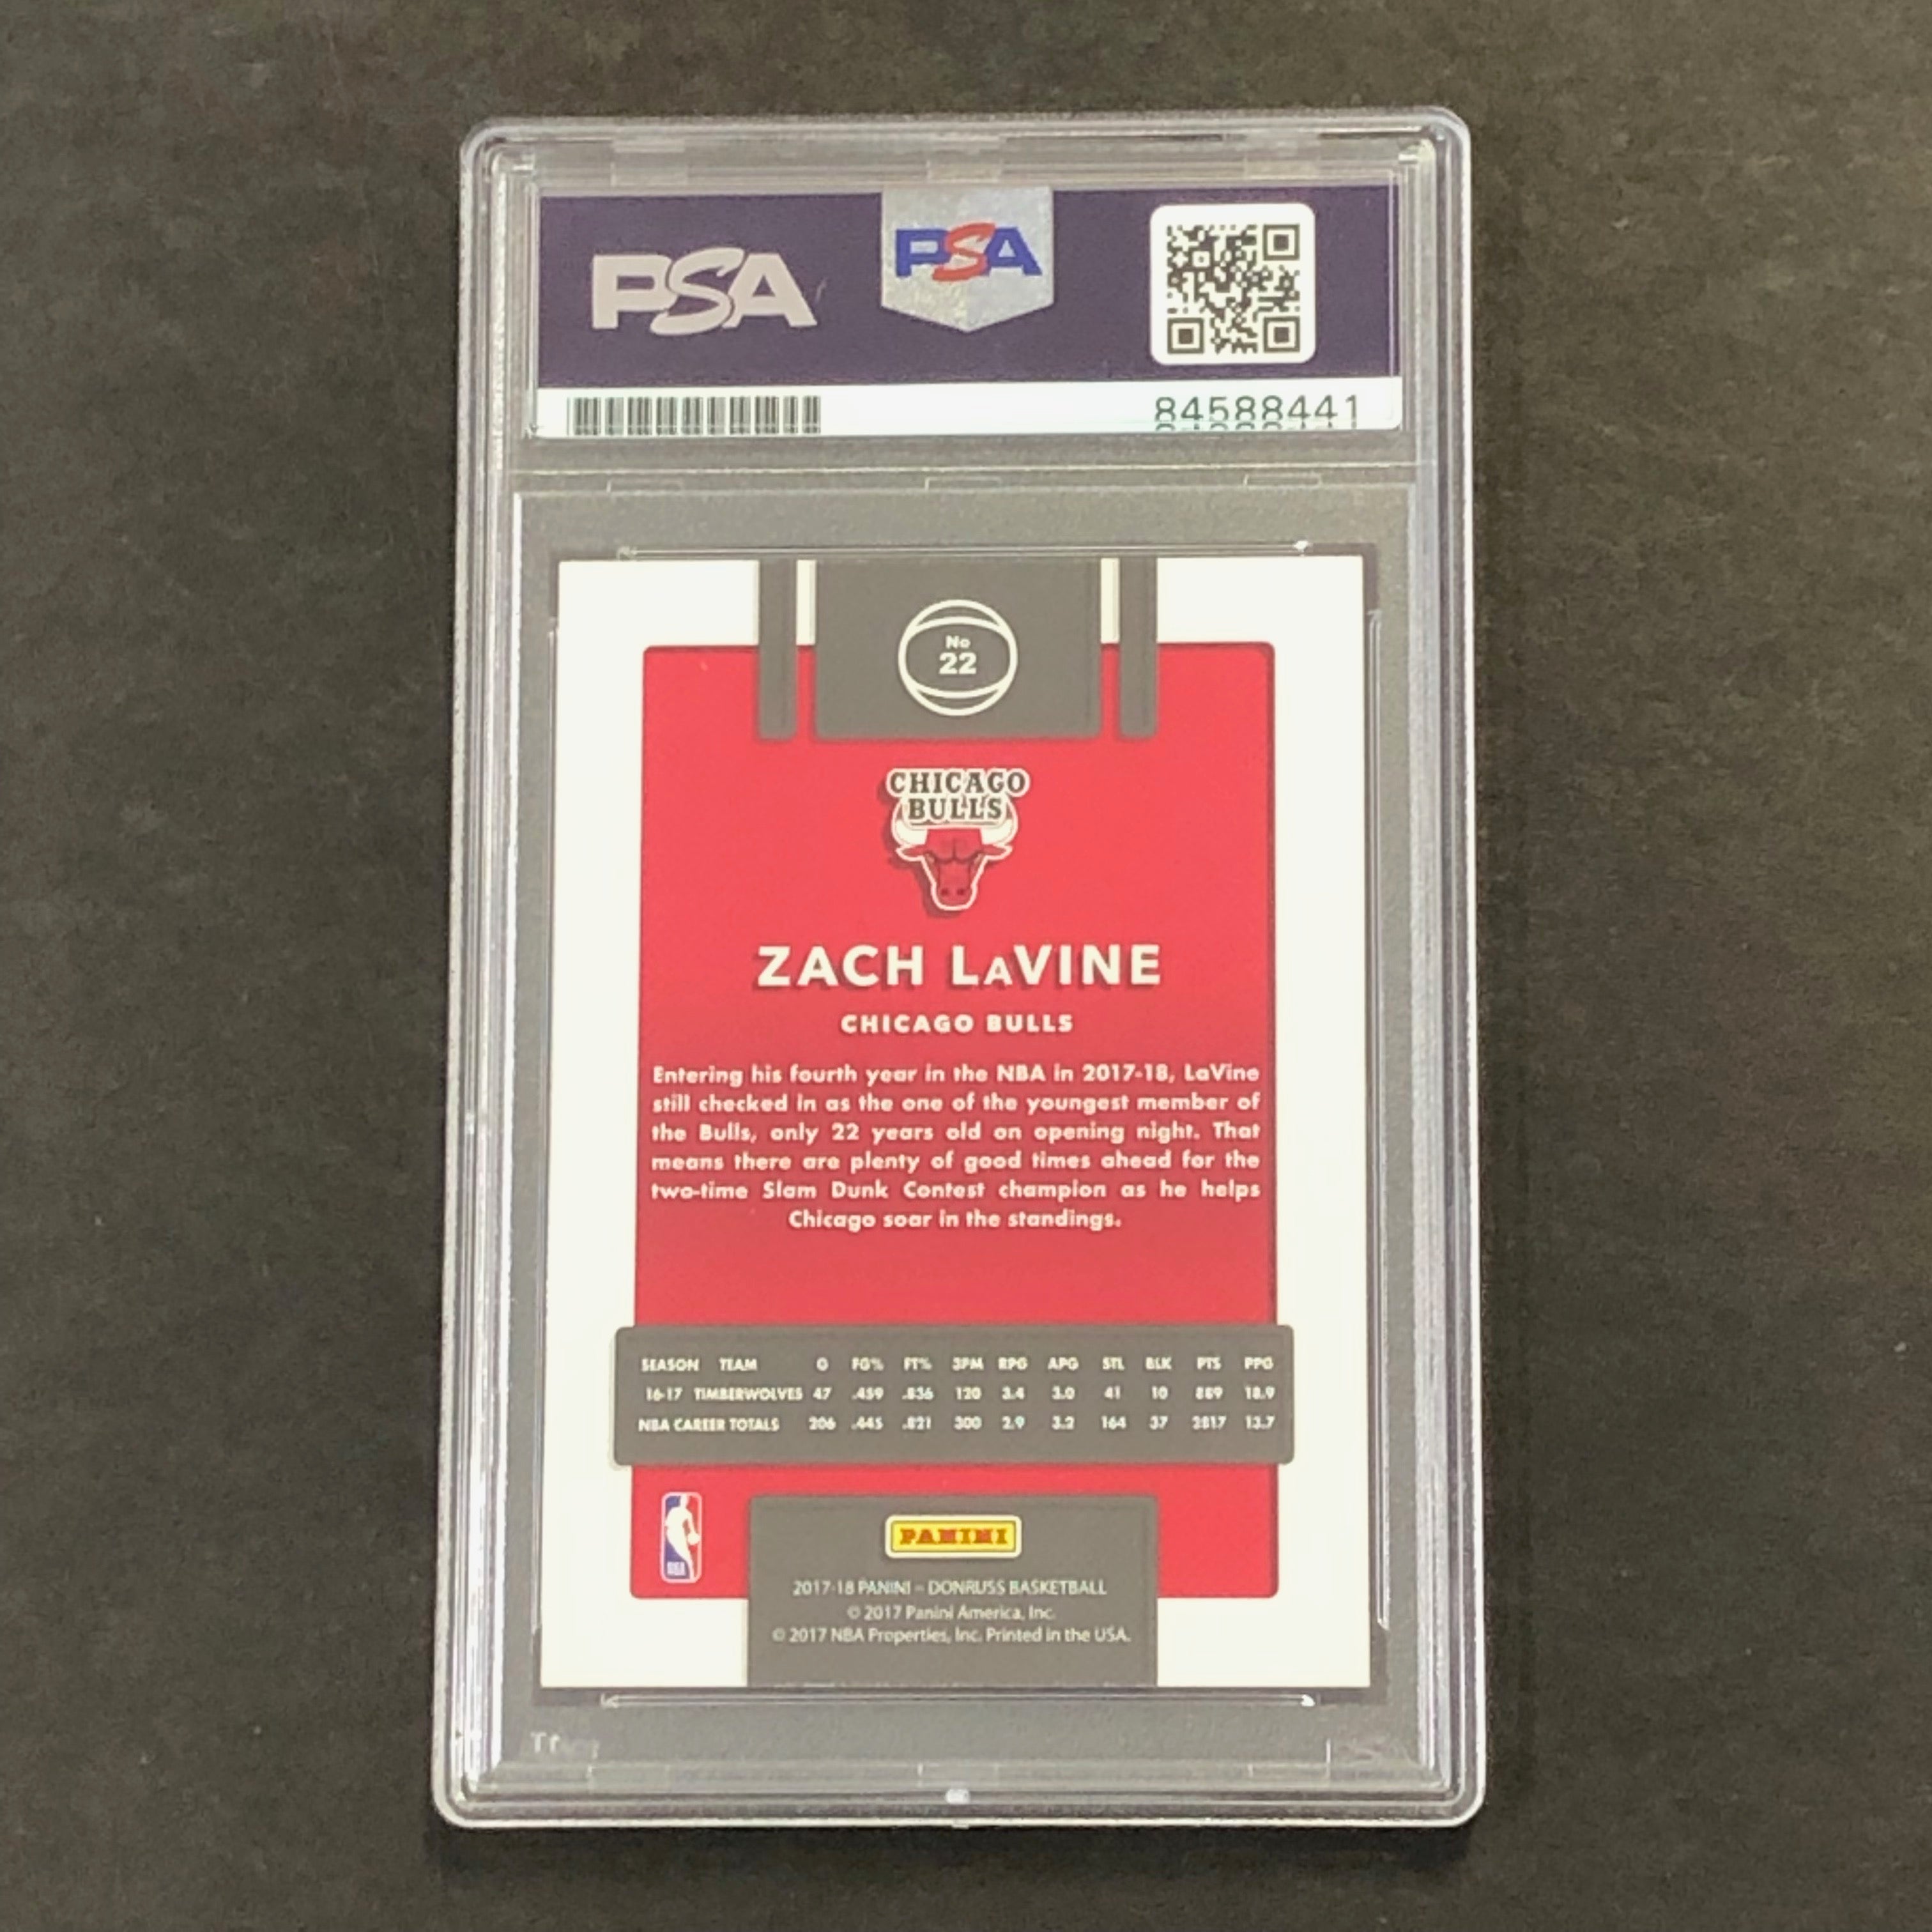 PSA
PSA
84588441
No
22
CHICAGO
BULLS
ZACH LaVINE
CHICAGO BULLS
Entering his fourth year in the NBA in 2017-18, LaVine
still checked in as the one of the youngest member of
the Bulls, only 22 years old on opening night. That
means there are plenty of good times ahead for the
two-time Slam Dunk Contest champion as he helps
Chicago soar in the standings.
SEASON TEAM G FG% FT% 3PM RPG APG STL BLK PTS PPG
16-17 TIMBERWOLVES 47 .459 .836 120 3.4 3.0 41 10 889 18.9
NBA CAREER TOTALS 206 .445 .821 300 2.9 3.2 164 37 2817 13.7
NBA
PANINI
2017-18 PANINI – DONRUSS BASKETBALL
© 2017 Panini America, Inc.
© 2017 NBA Properties, Inc. Printed in the USA.